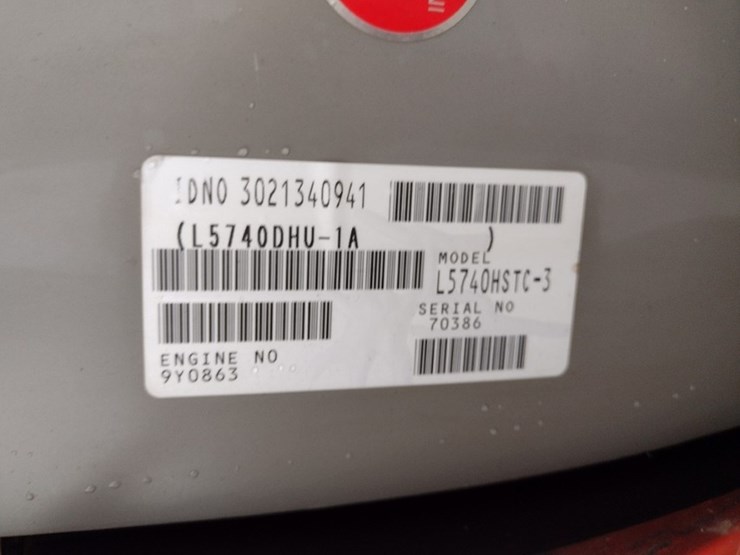 IDNO 3021340941
(L5740DHU-1A )
MODEL
L5740HSTC-3
SERIAL NO
70386
ENGINE NO
9Y0863